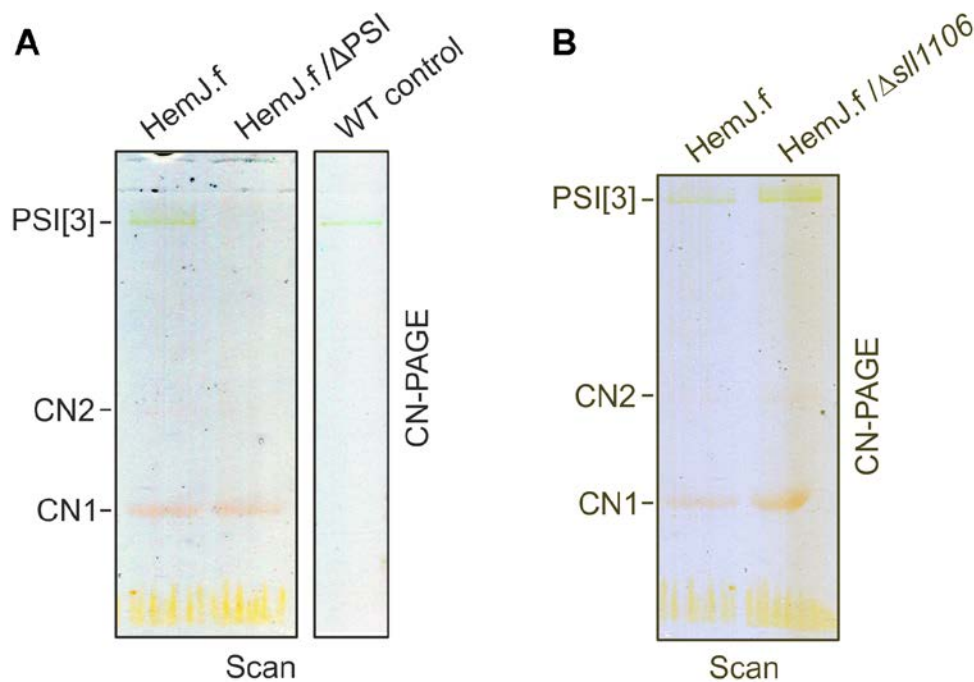 A
HemJ.f
HemJ.f /ΔPSI
WT control
PSI[3]
CN2
CN1
CN-PAGE
Scan
B
HemJ.f
HemJ.f /Δsll1106
PSI[3]
CN2
CN1
CN-PAGE
Scan